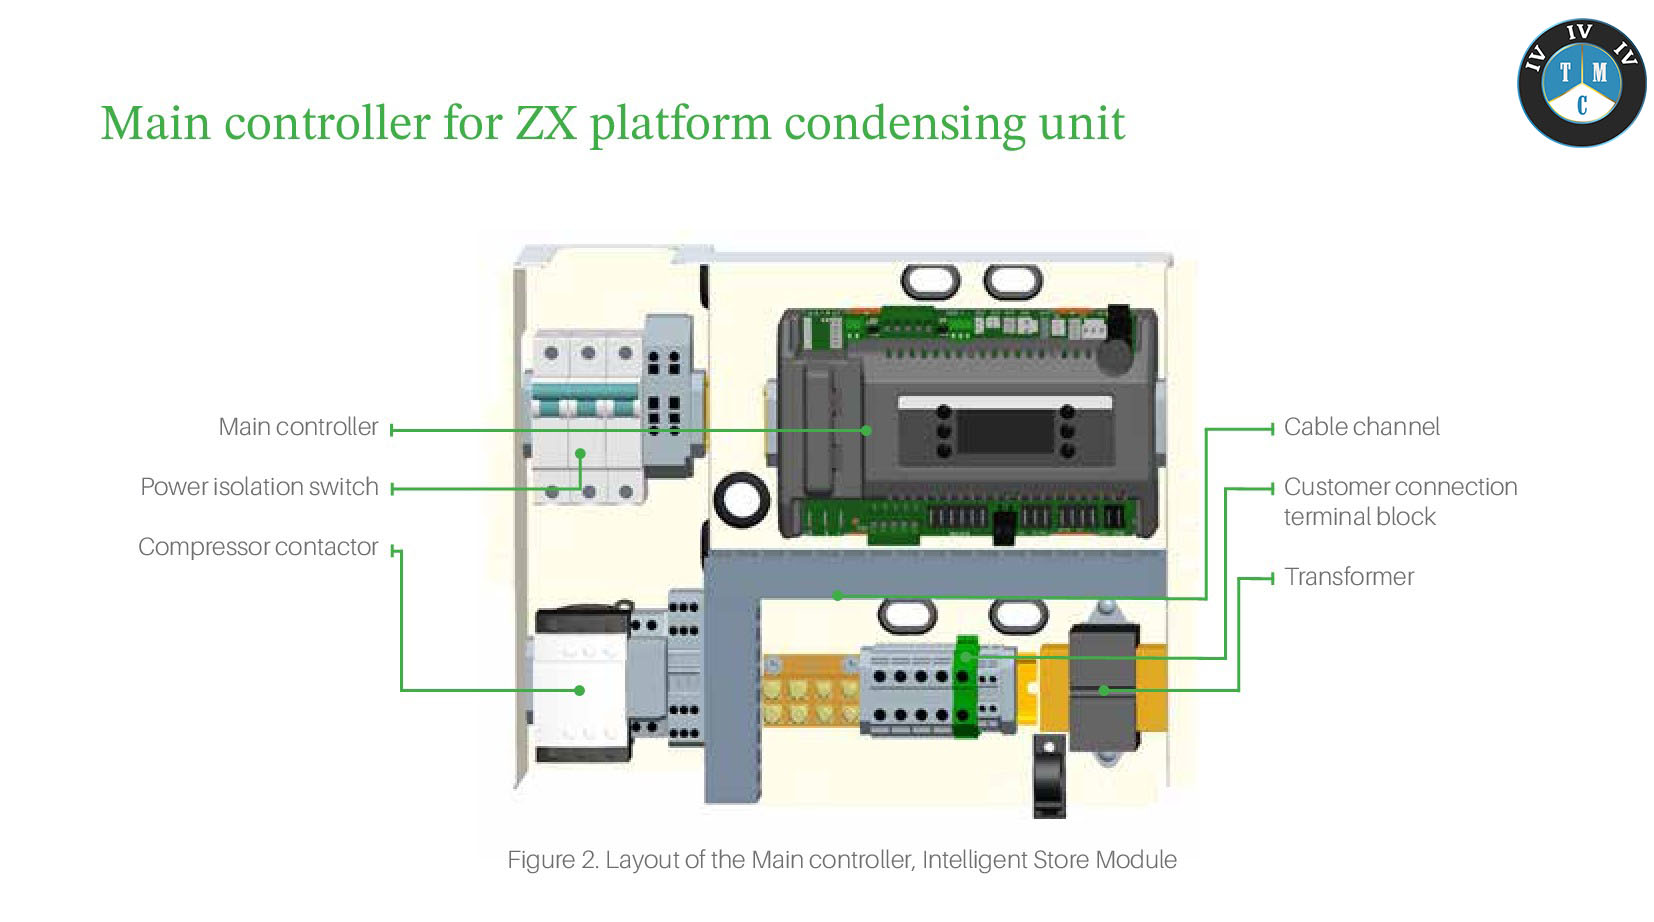 IV IV IV
T M
C
Main controller for ZX platform condensing unit
Main controller
Power isolation switch
Compressor contactor
Cable channel
Customer connection
terminal block
Transformer
Figure 2. Layout of the Main controller, Intelligent Store Module